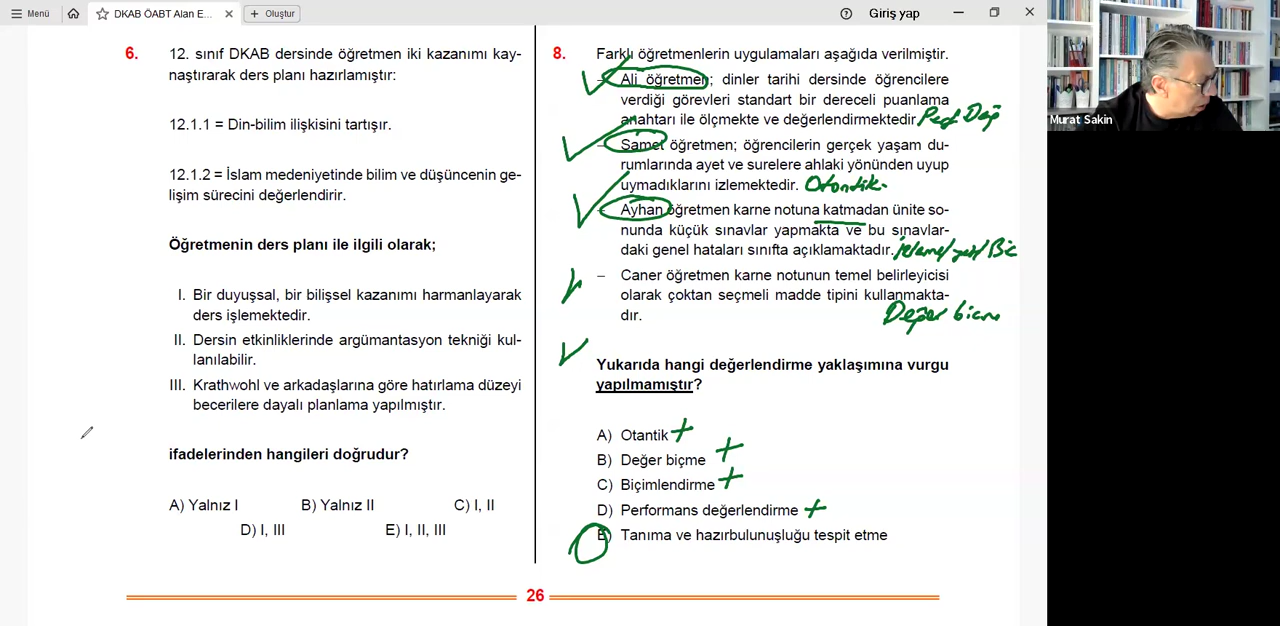 Menü
DKAB ÖABT Alan E...
Oluştur
Giriş yap
6.
12. sınıf DKAB dersinde öğretmen iki kazanımı kay-
naştırarak ders planı hazırlamıştır:
12.1.1 = Din-bilim ilişkisini tartışır.
12.1.2 = İslam medeniyetinde bilim ve düşüncenin ge-
lişim sürecini değerlendirir.
Öğretmenin ders planı ile ilgili olarak;
I. Bir duyuşsal, bir bilişsel kazanımı harmanlayarak
ders işlemektedir.
II. Dersin etkinliklerinde argümantasyon tekniği kul-
lanılabilir.
III. Krathwohl ve arkadaşlarına göre hatırlama düzeyi
becerilere dayalı planlama yapılmıştır.
ifadelerinden hangileri doğrudur?
A) Yalnız I B) Yalnız II C) I, II
D) I, III E) I, II, III
8.
Farklı öğretmenlerin uygulamaları aşağıda verilmiştir.
– Ali öğretmen; dinler tarihi dersinde öğrencilere
verdiği görevleri standart bir dereceli puanlama
anahtarı ile ölçmekte ve değerlendirmektedir. Perf Değ
– Samet öğretmen; öğrencilerin gerçek yaşam du-
rumlarında ayet ve surelere ahlaki yönünden uyup
uymadıklarını izlemektedir. Otantik
– Ayhan öğretmen karne notuna katmadan ünite so-
nunda küçük sınavlar yapmakta ve bu sınavlar-
daki genel hataları sınıfta açıklamaktadır.
– Caner öğretmen karne notunun temel belirleyicisi
olarak çoktan seçmeli madde tipini kullanmakta-
dır. Değer biçme
Yukarıda hangi değerlendirme yaklaşımına vurgu
yapılmamıştır?
A) Otantik +
B) Değer biçme +
C) Biçimlendirme +
D) Performans değerlendirme +
E) Tanıma ve hazırbulunuşluğu tespit etme
26
Murat Sakin